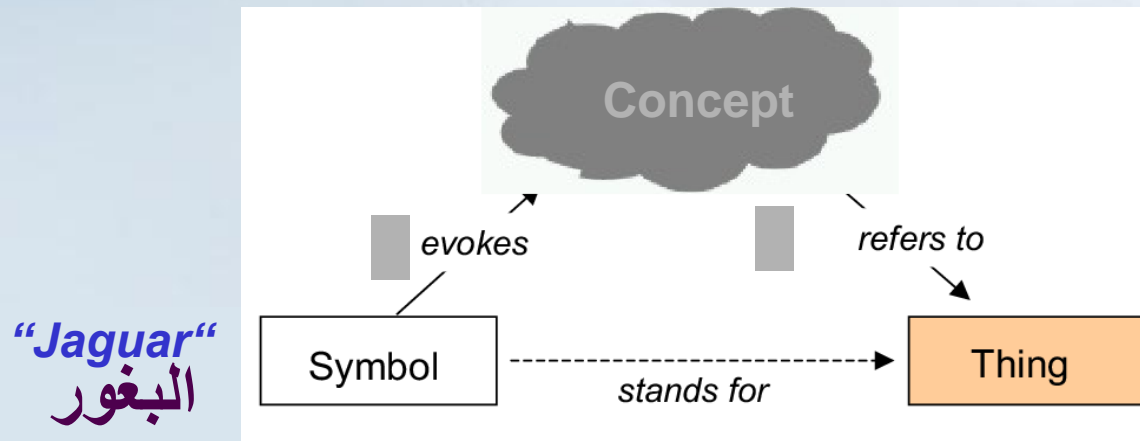 Concept
evokes
refers to
“Jaguar“
البغور
Symbol
stands for
Thing